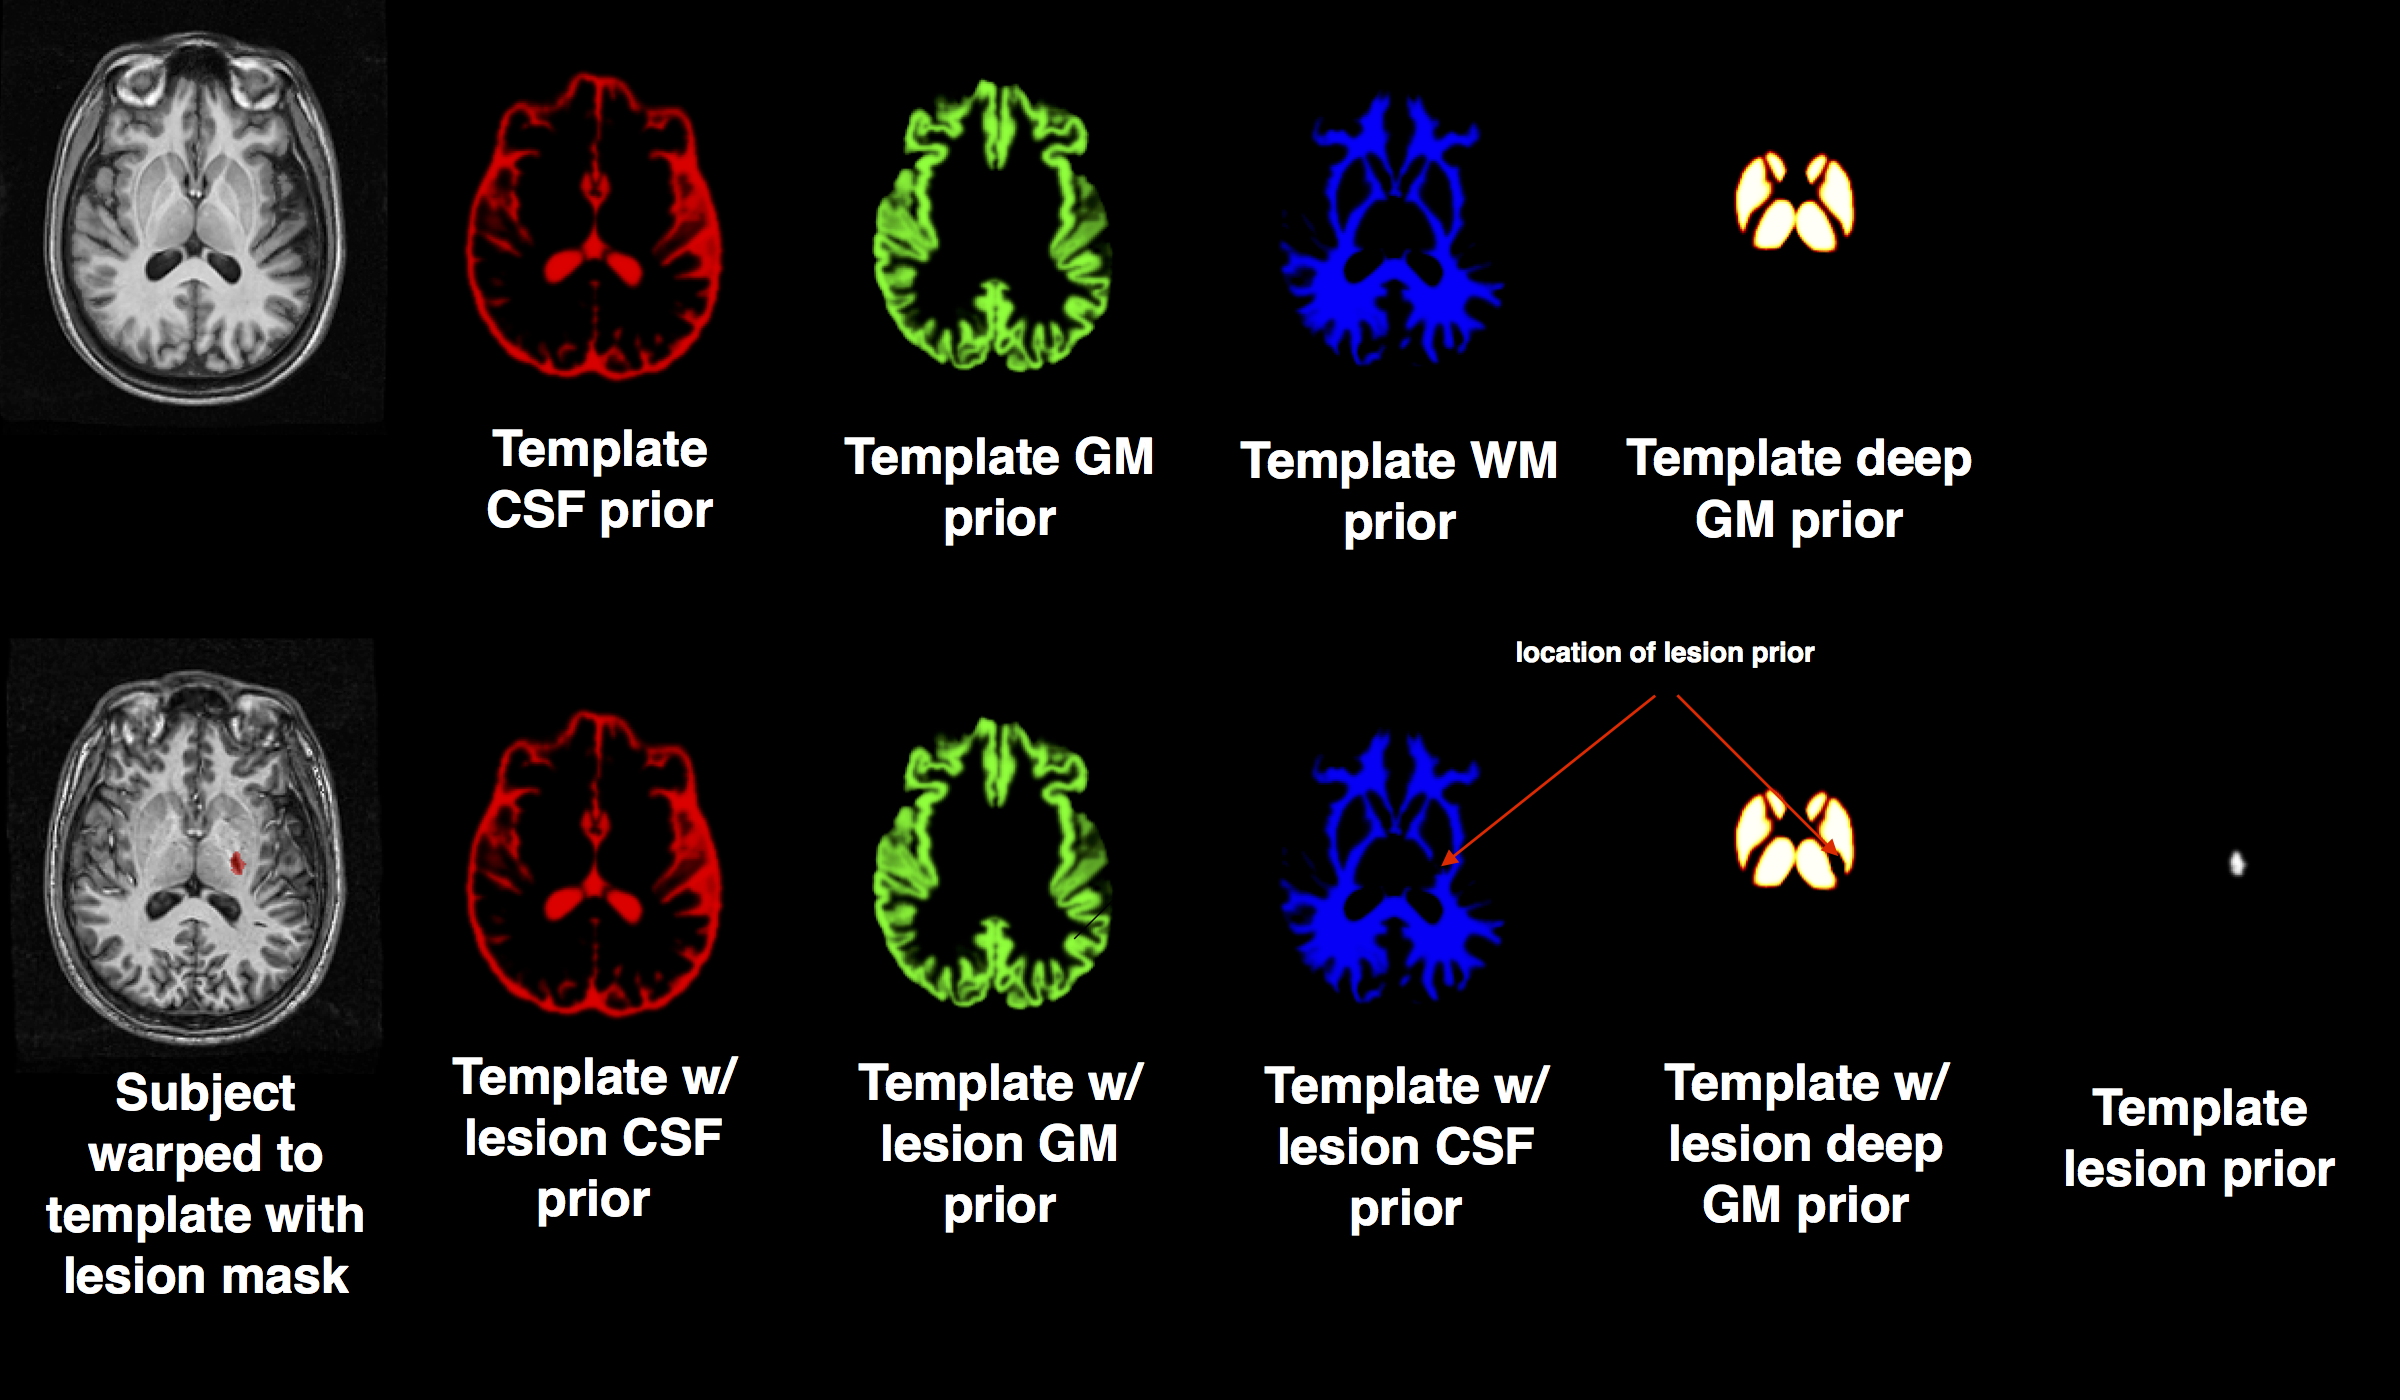 Template
CSF prior
Template GM
prior
Template WM
prior
Template deep
GM prior
location of lesion prior
Subject
warped to
template with
lesion mask
Template w/
lesion CSF
prior
Template w/
lesion GM
prior
Template w/
lesion CSF
prior
Template w/
lesion deep
GM prior
Template
lesion prior